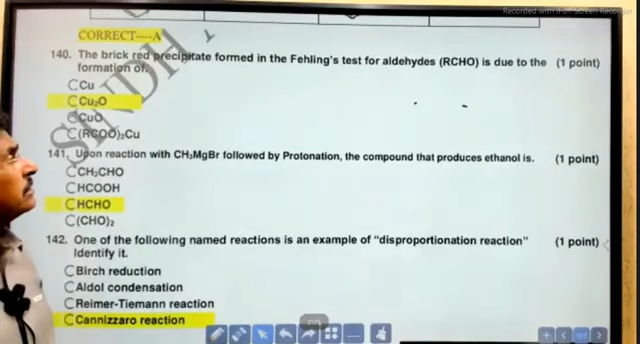 Recorded with iFun Screen Recorder
CORRECT----A
140. The brick red precipitate formed in the Fehling's test for aldehydes (RCHO) is due to the (1 point)
formation of.
Cu
Cu₂O
CuO
(RCOO)₂Cu
141. Upon reaction with CH₃MgBr followed by Protonation, the compound that produces ethanol is. (1 point)
CH₃CHO
HCOOH
HCHO
(CHO)₂
142. One of the following named reactions is an example of "disproportionation reaction" (1 point)
Identify it.
Birch reduction
Aldol condensation
Reimer-Tiemann reaction
Cannizzaro reaction
SINDH